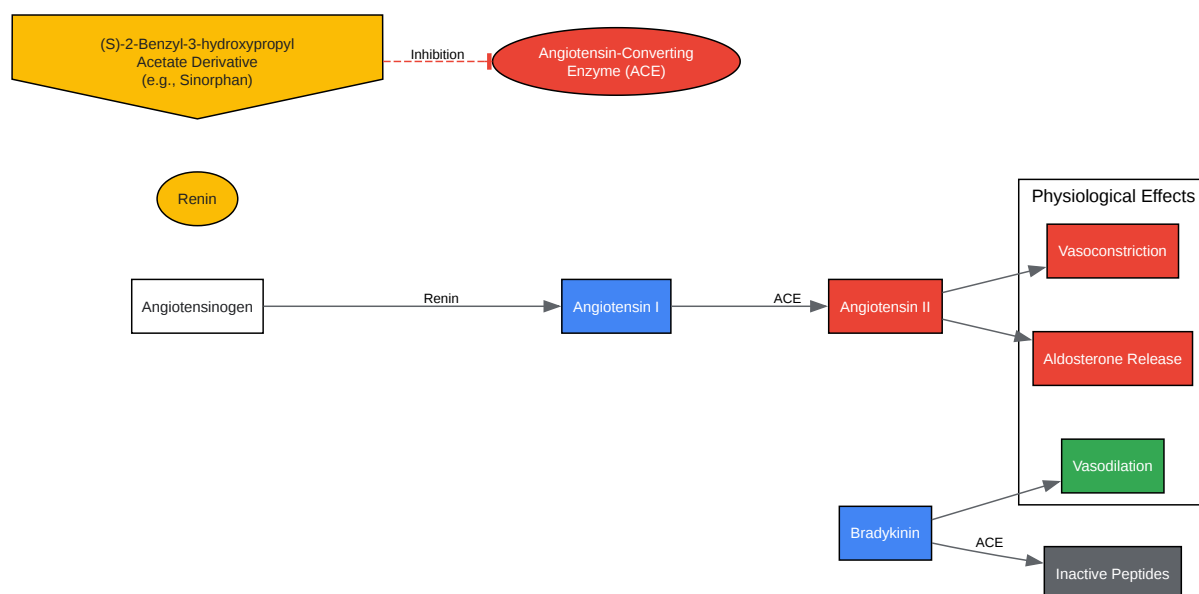 (S)-2-Benzyl-3-hydroxypropyl
Acetate Derivative
(e.g., Sinorphan)
Inhibition
Angiotensin-Converting
Enzyme (ACE)
Renin
Physiological Effects
Vasoconstriction
Angiotensinogen
Renin
Angiotensin I
ACE
Angiotensin II
Aldosterone Release
Vasodilation
Bradykinin
ACE
Inactive Peptides